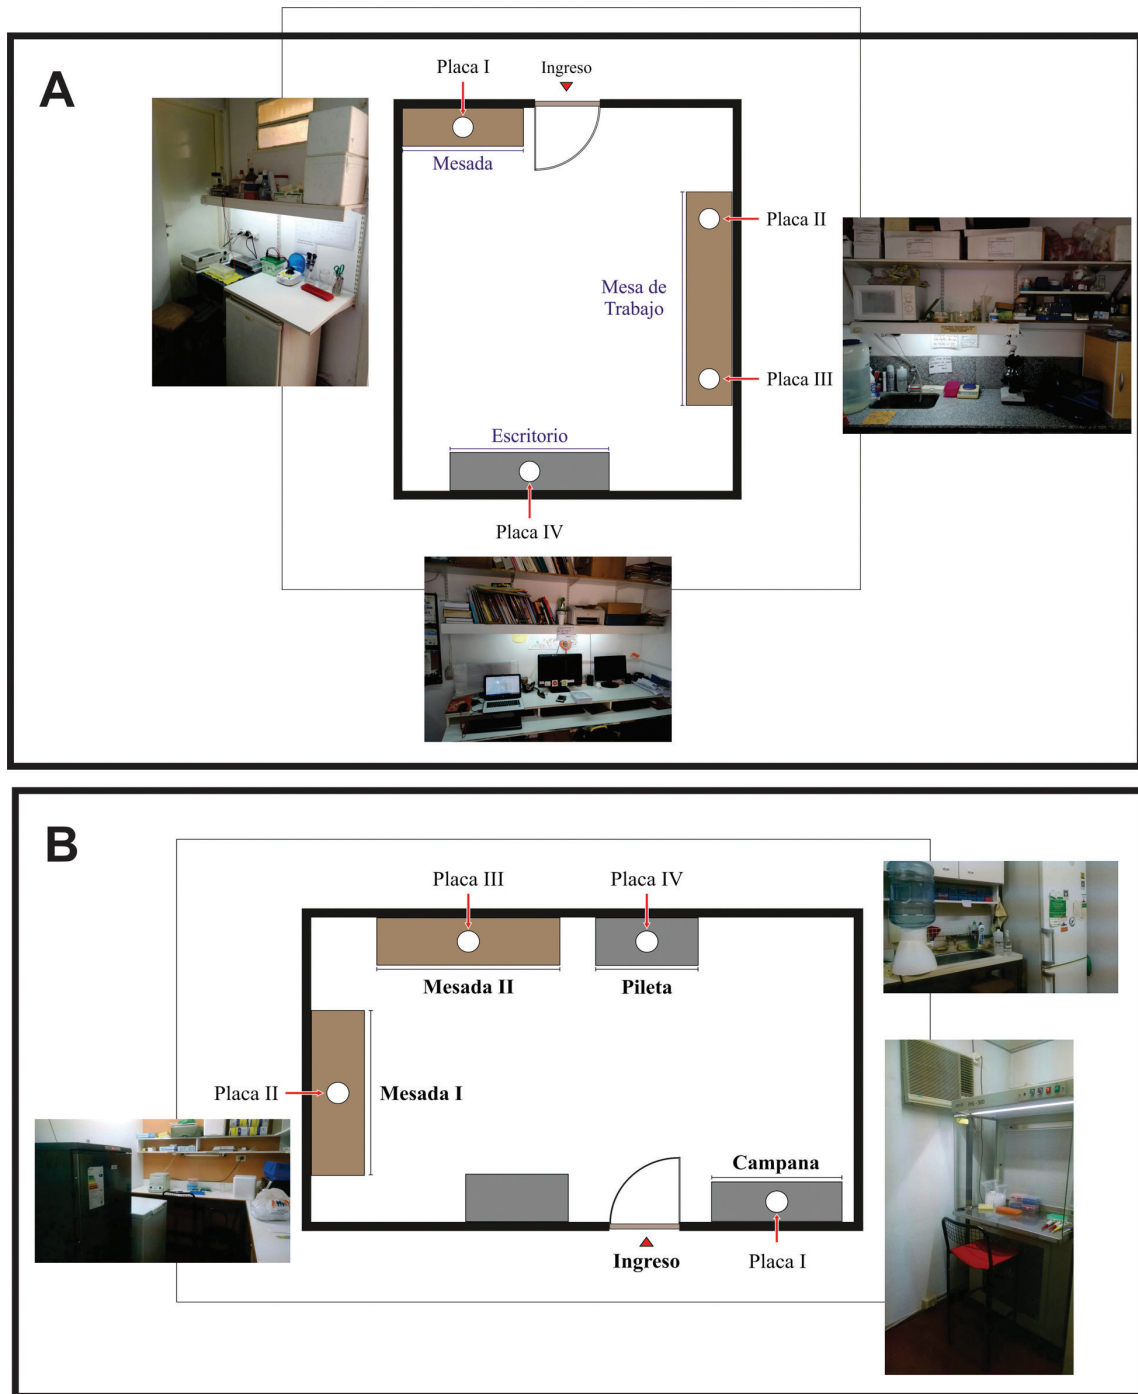 A
Placa I
Ingreso
Mesada
Placa II
Mesa de
Trabajo
Placa III
Escritorio
Placa IV
B
Placa III
Placa IV
Mesada II
Pileta
Placa II
Mesada I
Campana
Ingreso
Placa I